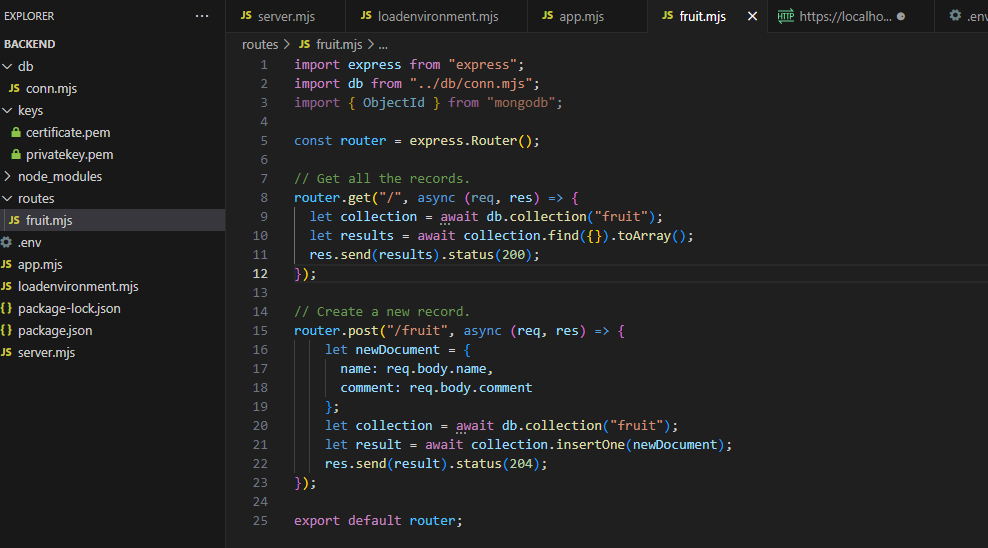 EXPLORER
...
BACKEND
db
JS conn.mjs
keys
certificate.pem
privatekey.pem
node_modules
routes
JS fruit.mjs
.env
JS app.mjs
JS loadenvironment.mjs
{} package-lock.json
{} package.json
JS server.mjs
JS server.mjs JS loadenvironment.mjs JS app.mjs JS fruit.mjs HTTP https://localho... .env
routes > JS fruit.mjs > ...
1 import express from "express";
2 import db from "../db/conn.mjs";
3 import { ObjectId } from "mongodb";
4
5 const router = express.Router();
6
7 // Get all the records.
8 router.get("/", async (req, res) => {
9   let collection = await db.collection("fruit");
10   let results = await collection.find({}).toArray();
11   res.send(results).status(200);
12 });
13
14 // Create a new record.
15 router.post("/fruit", async (req, res) => {
16     let newDocument = {
17       name: req.body.name,
18       comment: req.body.comment
19     };
20     let collection = await db.collection("fruit");
21     let result = await collection.insertOne(newDocument);
22     res.send(result).status(204);
23 });
24
25 export default router;